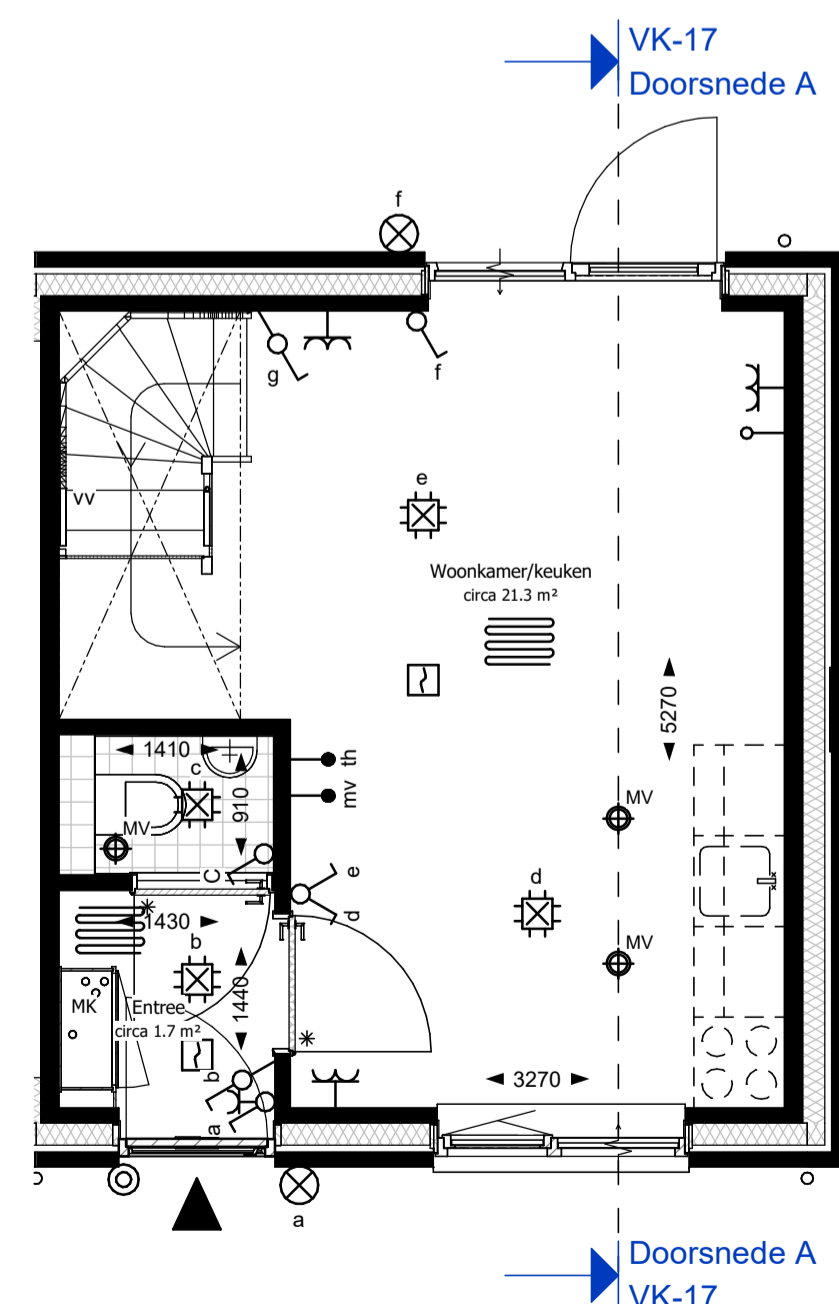 VK-17
Doorsnede A
f
g
f
VV
e
Woonkamer/keuken
circa 21.3 m²
5270
1410
th
c
910
mv
MV
MV
C
e
d
d
1430
b
MV
1440
MK
Entree
circa 1.7 m²
b
3270
a
a
Doorsnede A
VK-17